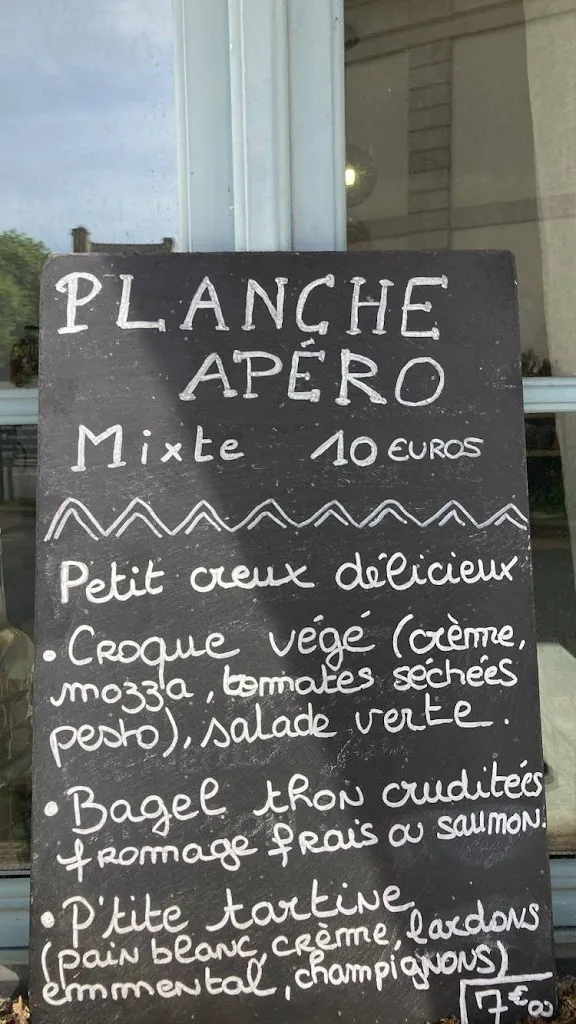 PLANCHE
APÉRO
Mixte 10 EUROS
Petit creux délicieux
• Croque végé (crème,
mozza, tomates séchées
pesto), salade verte.
• Bagel thon crudités
fromage frais ou saumon.
• P'tite tartine
(pain blanc, crème, lardons
emmental, champignons)
7€00